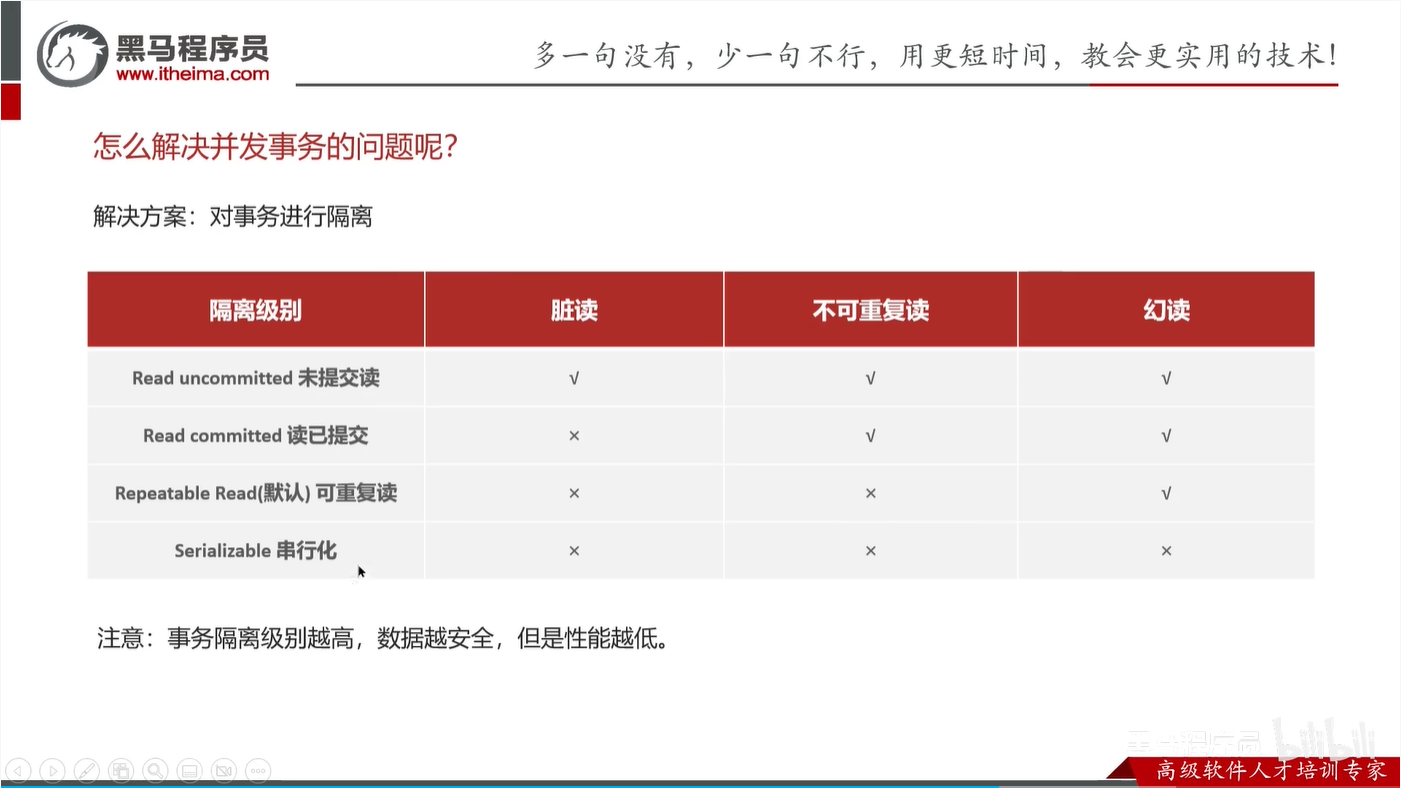 黑马程序员
www.itheima.com
多一句没有，少一句不行，用更短时间，教会更实用的技术！
怎么解决并发事务的问题呢？
解决方案：对事务进行隔离
隔离级别 脏读 不可重复读 幻读
Read uncommitted 未提交读 √ √ √
Read committed 读已提交 × √ √
Repeatable Read(默认) 可重复读 × × √
Serializable 串行化 × × ×
注意：事务隔离级别越高，数据越安全，但是性能越低。
黑马程序员 bilibili
高级软件人才培训专家